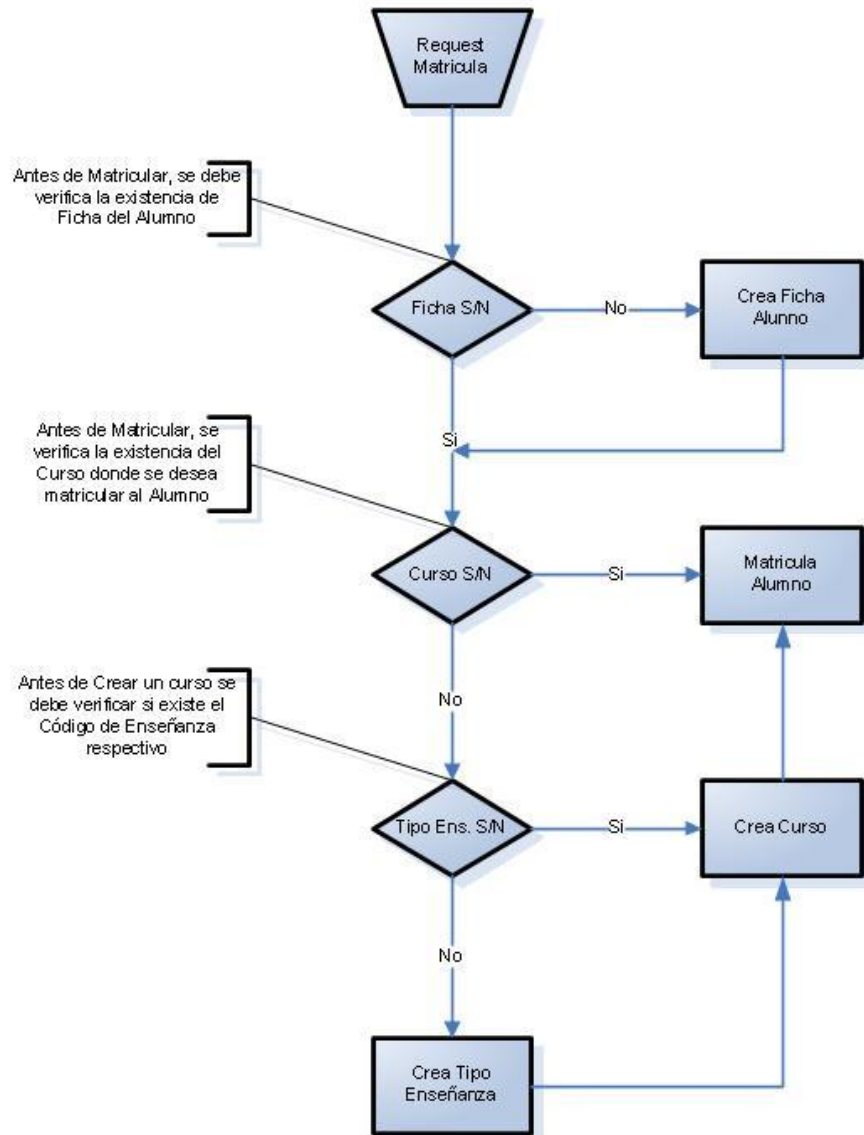 Request
Matricula
Antes de Matricular, se debe
verifica la existencia de
Ficha del Alumno
Ficha S/N
No
Crea Ficha
Alunno
Si
Antes de Matricular, se
verifica la existencia del
Curso donde se desea
matricular al Alumno
Curso S/N
Si
Matricula
Alumno
No
Antes de Crear un curso se
debe verificar si existe el
Código de Enseñanza
respectivo
Tipo Ens. S/N
Si
Crea Curso
No
Crea Tipo
Enseñanza